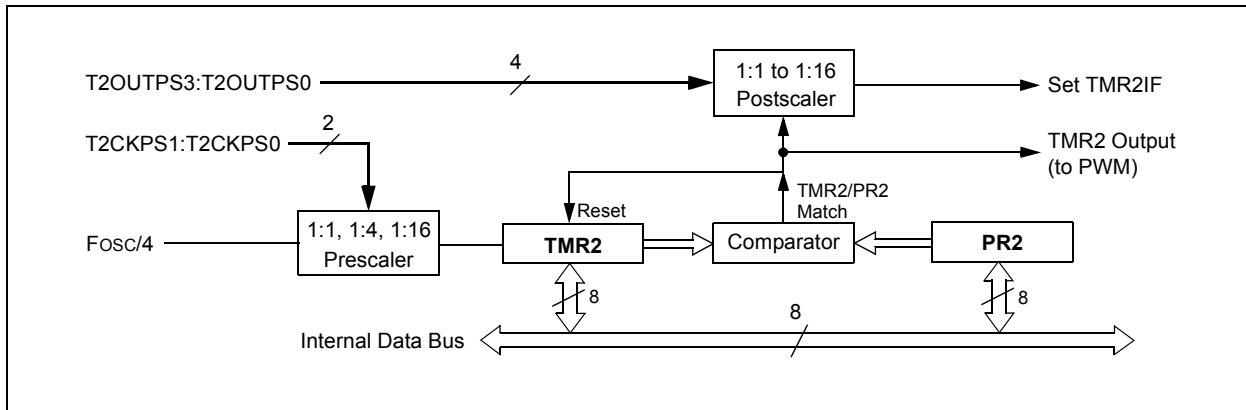 T2OUTPS3:T2OUTPS0
4
1:1 to 1:16
Postscaler
Set TMR2IF
T2CKPS1:T2CKPS0
2
TMR2 Output
(to PWM)
Reset
TMR2/PR2
Match
FOSC/4
1:1, 1:4, 1:16
Prescaler
TMR2
Comparator
PR2
8
8
8
Internal Data Bus